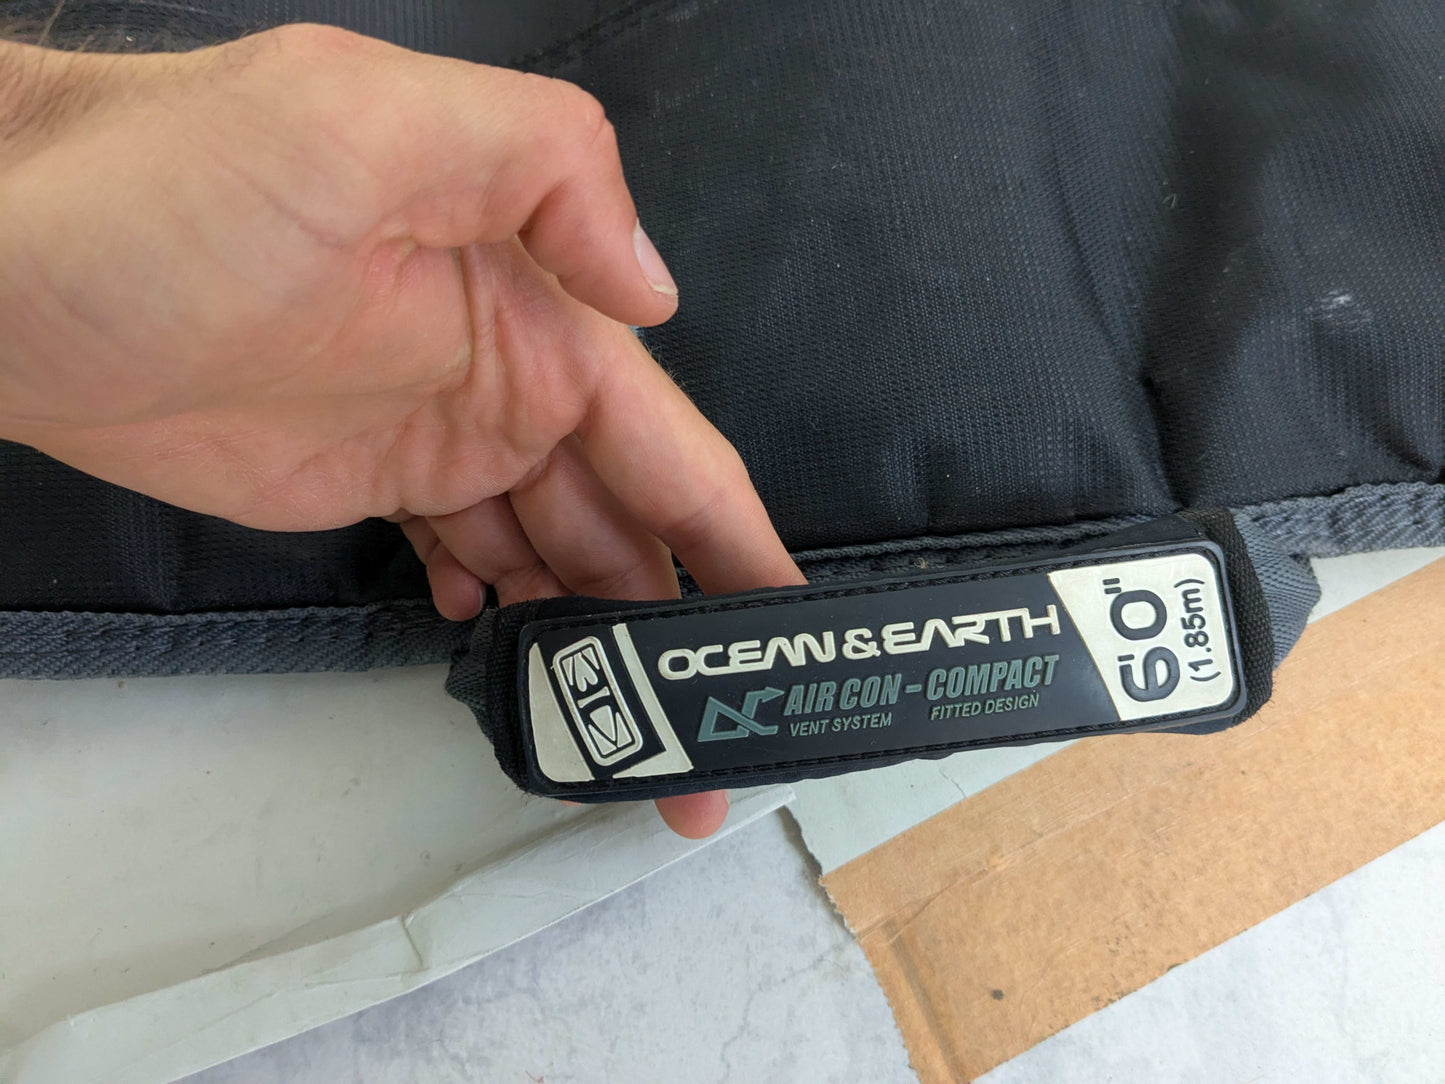 OCEAN & EARTH
AIR CON - COMPACT
VENT SYSTEM FITTED DESIGN
6'0"
(1.85m)